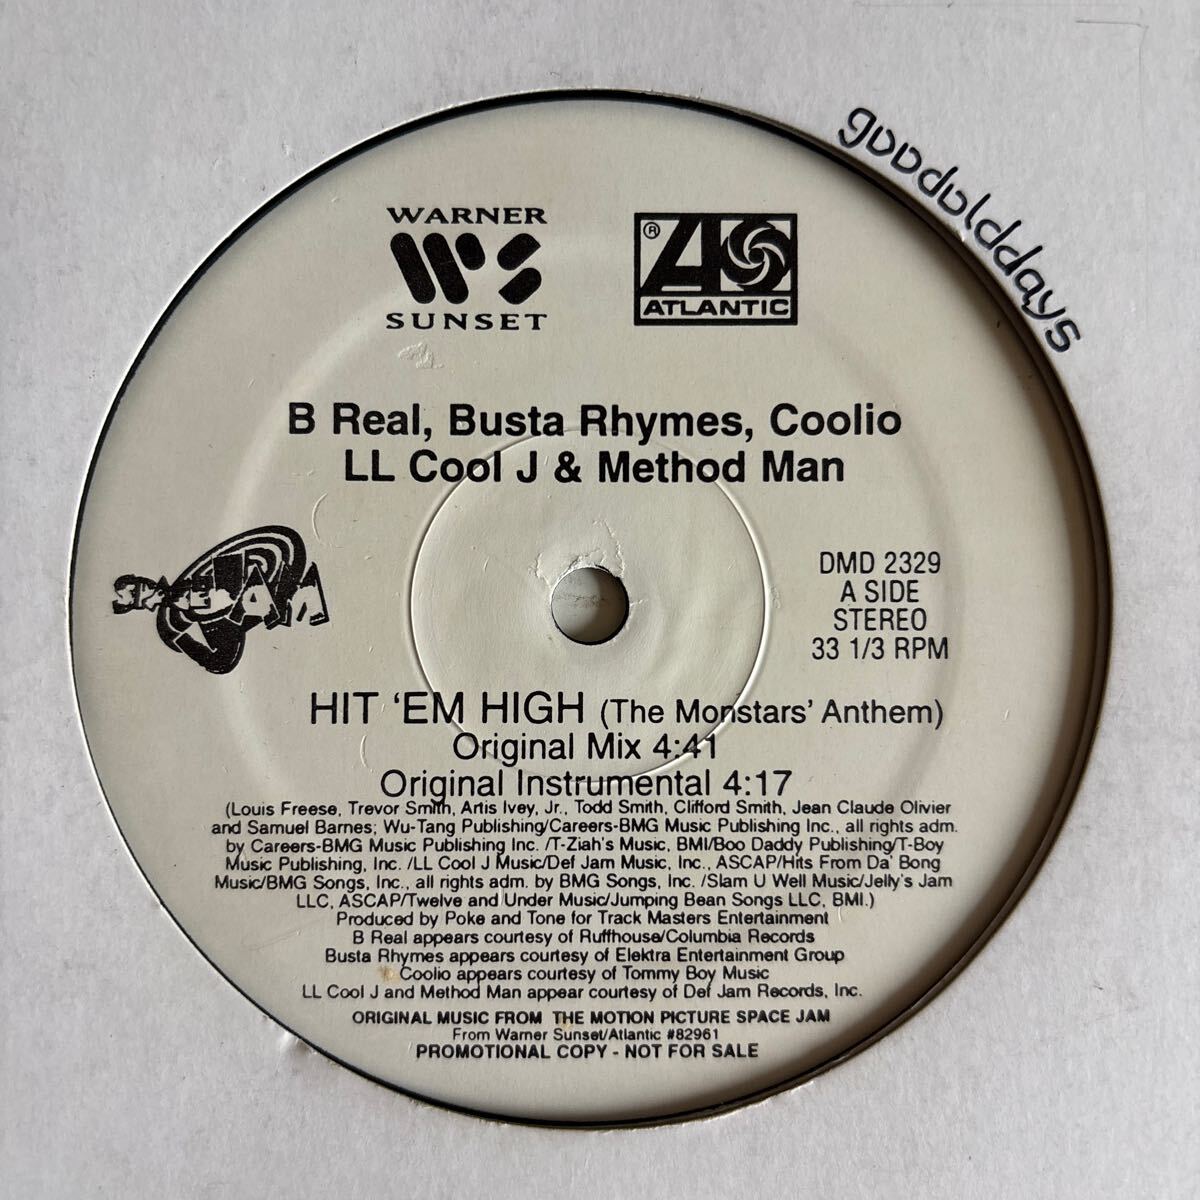 goodolddays
WARNER
WS
SUNSET
®
A
ATLANTIC
B Real, Busta Rhymes, Coolio
LL Cool J & Method Man
SPACE JAM
DMD 2329
A SIDE
STEREO
33 1/3 RPM
HIT 'EM HIGH (The Monstars' Anthem)
Original Mix 4:41
Original Instrumental 4:17
(Louis Freese, Trevor Smith, Artis Ivey, Jr., Todd Smith, Clifford Smith, Jean Claude Olivier
and Samuel Barnes; Wu-Tang Publishing/Careers-BMG Music Publishing Inc., all rights adm.
by Careers-BMG Music Publishing Inc. /T-Ziah's Music, BMI/Boo Daddy Publishing/T-Boy
Music Publishing, Inc. /LL Cool J Music/Def Jam Music, Inc., ASCAP/Hits From Da' Bong
Music/BMG Songs, Inc., all rights adm. by BMG Songs, Inc. /Slam U Well Music/Jelly's Jam
LLC, ASCAP/Twelve and Under Music/Jumping Bean Songs LLC, BMI.)
Produced by Poke and Tone for Track Masters Entertainment
B Real appears courtesy of Ruffhouse/Columbia Records
Busta Rhymes appears courtesy of Elektra Entertainment Group
Coolio appears courtesy of Tommy Boy Music
LL Cool J and Method Man appear courtesy of Def Jam Records, Inc.
ORIGINAL MUSIC FROM THE MOTION PICTURE SPACE JAM
From Warner Sunset/Atlantic #82961
PROMOTIONAL COPY - NOT FOR SALE